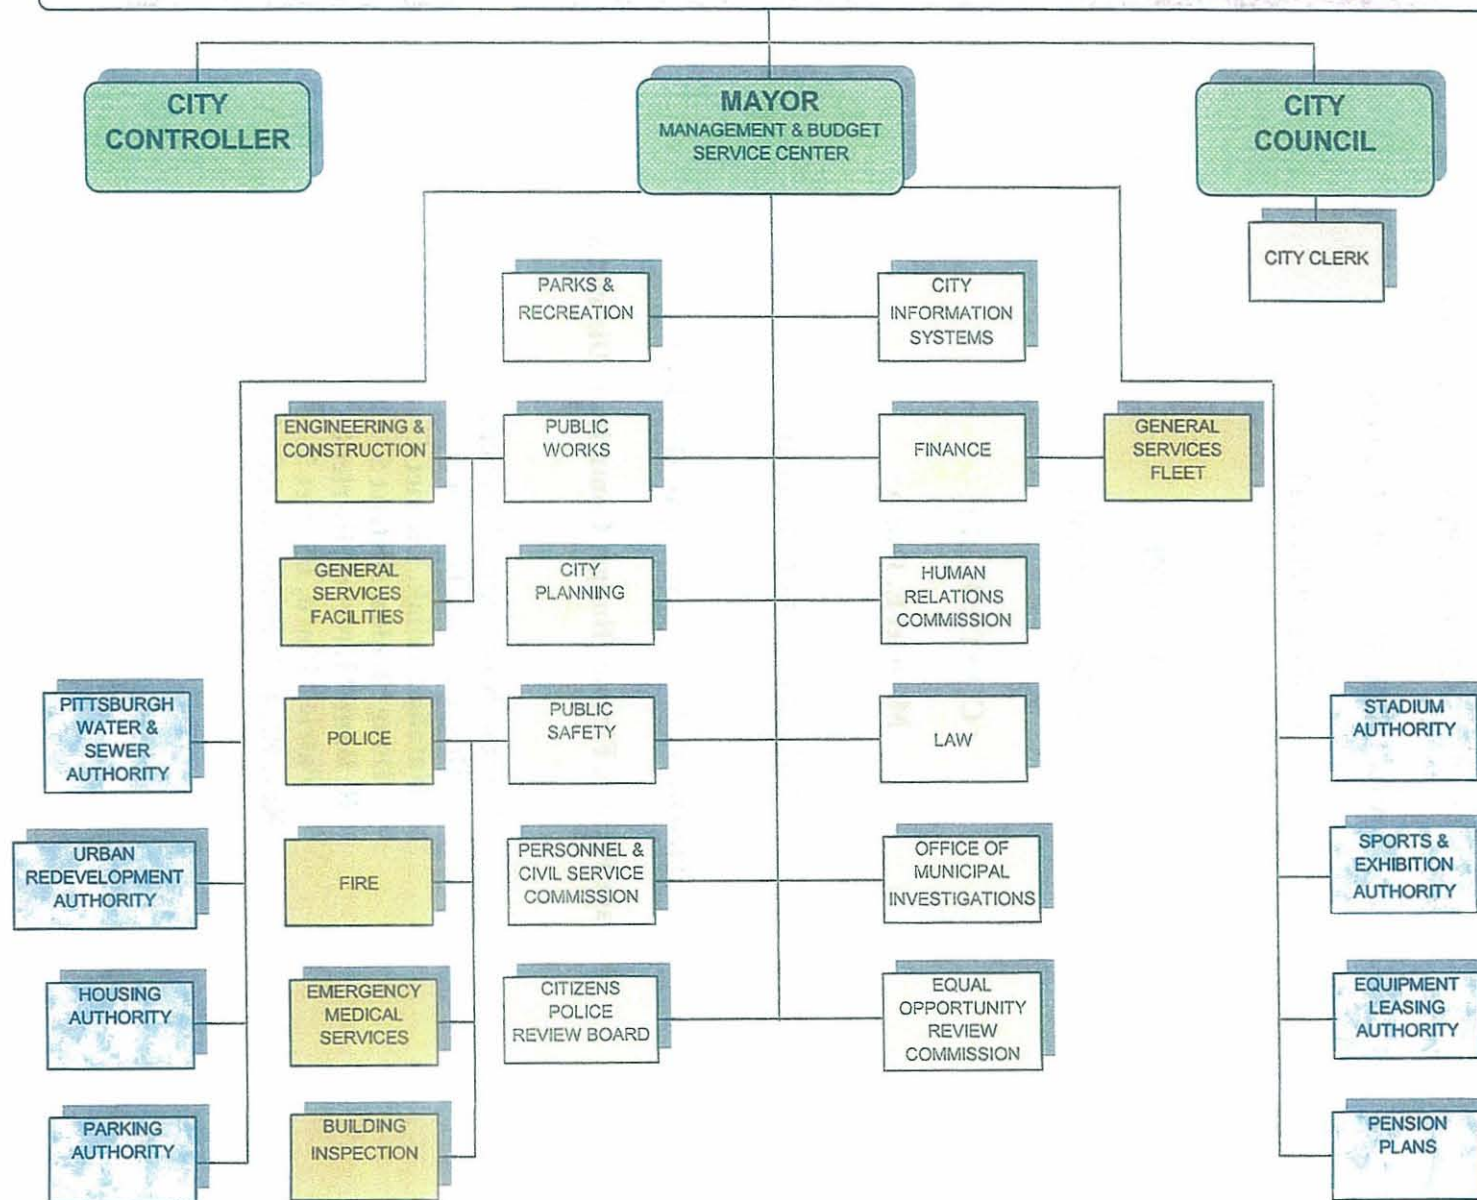 CITY
CONTROLLER
MAYOR
MANAGEMENT & BUDGET
SERVICE CENTER
CITY
COUNCIL
CITY CLERK
PARKS &
RECREATION
CITY
INFORMATION
SYSTEMS
ENGINEERING &
CONSTRUCTION
PUBLIC
WORKS
FINANCE
GENERAL
SERVICES
FLEET
GENERAL
SERVICES
FACILITIES
CITY
PLANNING
HUMAN
RELATIONS
COMMISSION
PITTSBURGH
WATER &
SEWER
AUTHORITY
POLICE
PUBLIC
SAFETY
LAW
STADIUM
AUTHORITY
URBAN
REDEVELOPMENT
AUTHORITY
FIRE
PERSONNEL &
CIVIL SERVICE
COMMISSION
OFFICE OF
MUNICIPAL
INVESTIGATIONS
SPORTS &
EXHIBITION
AUTHORITY
HOUSING
AUTHORITY
EMERGENCY
MEDICAL
SERVICES
CITIZENS
POLICE
REVIEW BOARD
EQUAL
OPPORTUNITY
REVIEW
COMMISSION
EQUIPMENT
LEASING
AUTHORITY
PARKING
AUTHORITY
BUILDING
INSPECTION
PENSION
PLANS